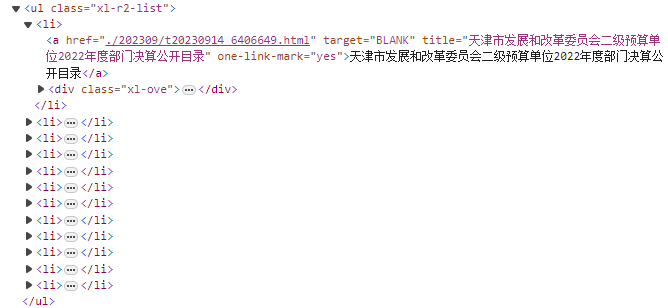 <ul class="xl-r2-list">
<li>
<a href="./202309/t20230914_6406649.html" target="BLANK" title="天津市发展和改革委员会二级预算单
位2022年度部门决算公开目录" one-link-mark="yes">天津市发展和改革委员会二级预算单位2022年度部门决算公
开目录</a>
<div class="xl-ove"> … </div>
</li>
<li> … </li>
<li> … </li>
<li> … </li>
<li> … </li>
<li> … </li>
<li> … </li>
<li> … </li>
<li> … </li>
<li> … </li>
<li> … </li>
<li> … </li>
</ul>